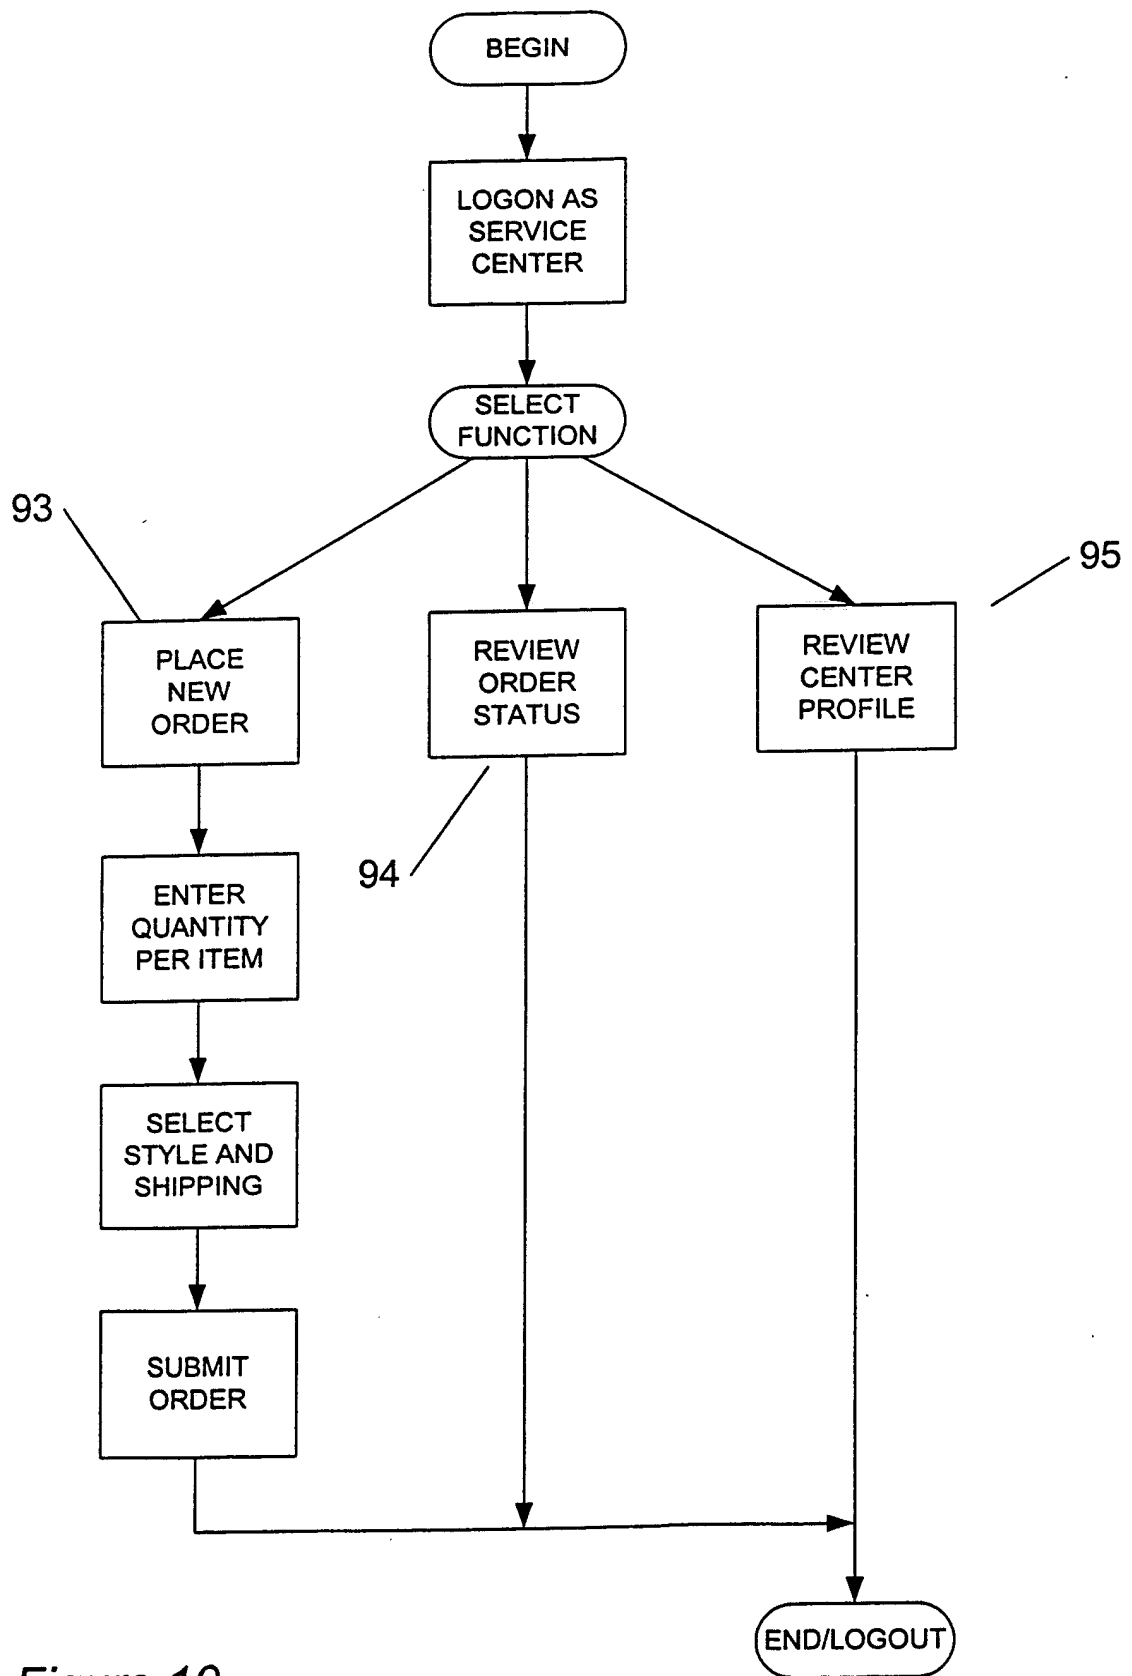 BEGIN
LOGON AS
SERVICE
CENTER
SELECT
FUNCTION
93
95
PLACE
NEW
ORDER
REVIEW
ORDER
STATUS
REVIEW
CENTER
PROFILE
94
ENTER
QUANTITY
PER ITEM
SELECT
STYLE AND
SHIPPING
SUBMIT
ORDER
END/LOGOUT
Figure